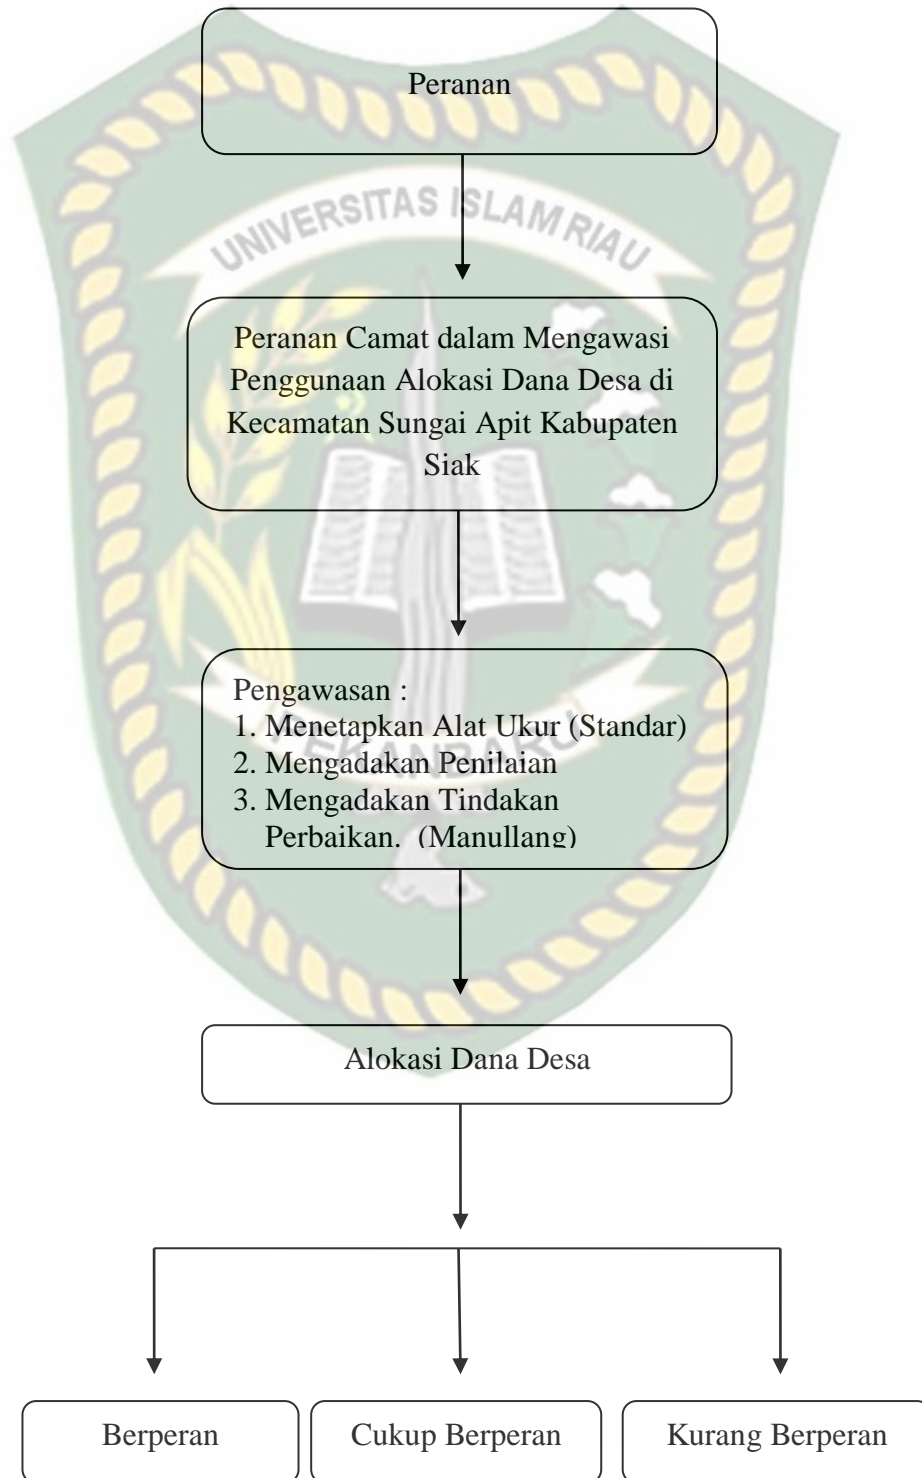 Peranan
UNIVERSITAS ISLAM RIAU
Peranan Camat dalam Mengawasi
Penggunaan Alokasi Dana Desa di
Kecamatan Sungai Apit Kabupaten
Siak
Pengawasan :
1. Menetapkan Alat Ukur (Standar)
PEKANBARU
2. Mengadakan Penilaian
3. Mengadakan Tindakan
Perbaikan. (Manullang)
Alokasi Dana Desa
Berperan
Cukup Berperan
Kurang Berperan